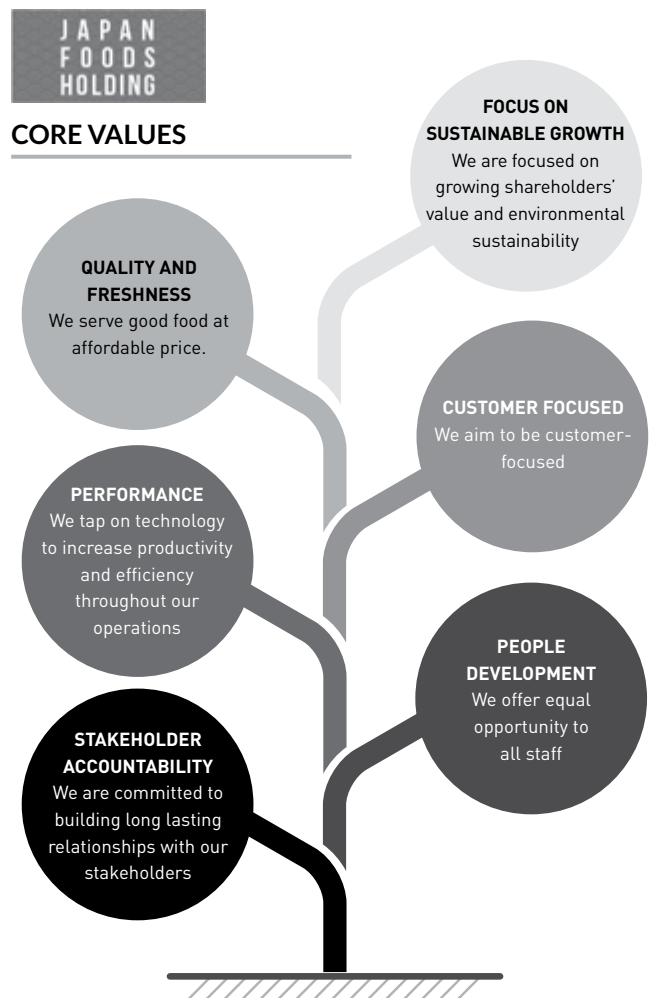 JAPAN
FOODS
HOLDING
CORE VALUES
FOCUS ON
SUSTAINABLE GROWTH
We are focused on
growing shareholders'
value and environmental
sustainability
QUALITY AND
FRESHNESS
We serve good food at
affordable price.
CUSTOMER FOCUSED
We aim to be customer-
focused
PERFORMANCE
We tap on technology
to increase productivity
and efficiency
throughout our
operations
PEOPLE
DEVELOPMENT
We offer equal
opportunity to
all staff
STAKEHOLDER
ACCOUNTABILITY
We are committed to
building long lasting
relationships with our
stakeholders